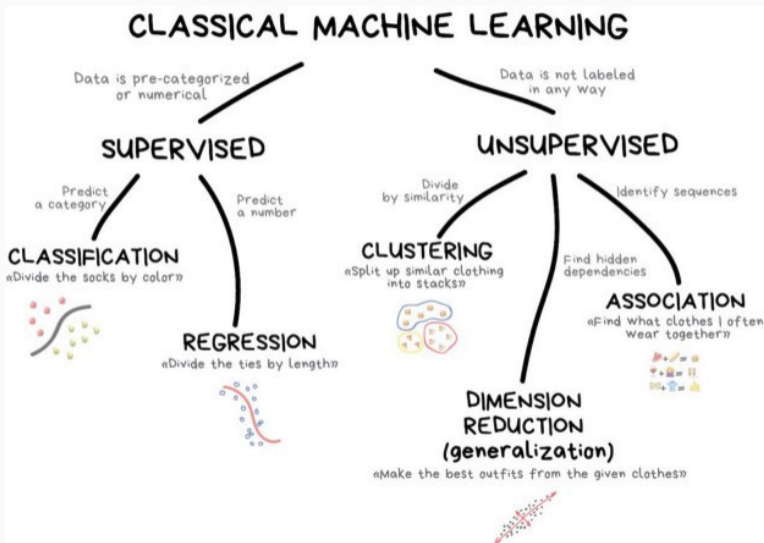 CLASSICAL MACHINE LEARNING
Data is pre-categorized
or numerical
Data is not labeled
in any way
SUPERVISED
UNSUPERVISED
Predict
a category
Predict
a number
Divide
by similarity
Identify sequences
CLASSIFICATION
«Divide the socks by color»
CLUSTERING
«Split up similar clothing
into stacks»
Find hidden
dependencies
ASSOCIATION
«Find what clothes I often
wear together»
REGRESSION
«Divide the ties by length»
DIMENSION
REDUCTION
(generalization)
«Make the best outfits from the given clothes»